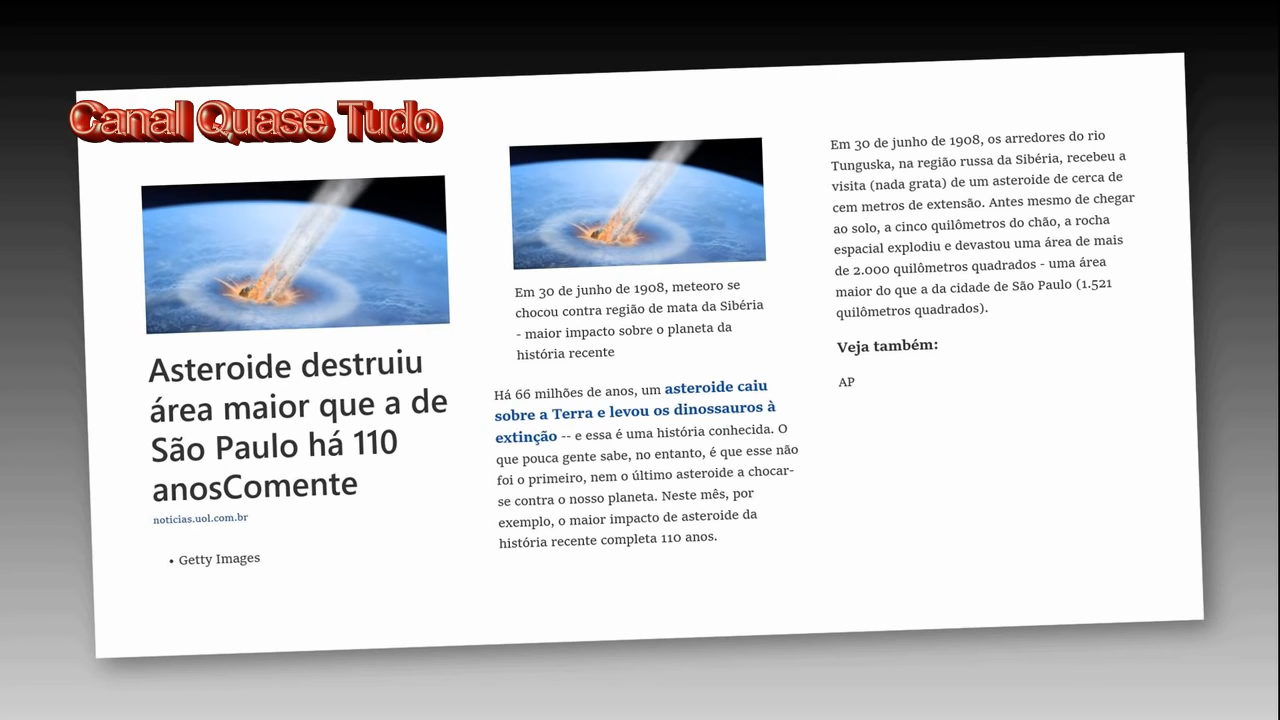 Canal Quase Tudo
Asteroide destruiu
área maior que a de
São Paulo há 110
anosComente
noticias.uol.com.br
• Getty Images
Em 30 de junho de 1908, meteoro se
chocou contra região de mata da Sibéria
- maior impacto sobre o planeta da
história recente
Há 66 milhões de anos, um asteroide caiu
sobre a Terra e levou os dinossauros à
extinção -- e essa é uma história conhecida. O
que pouca gente sabe, no entanto, é que esse não
foi o primeiro, nem o último asteroide a chocar-
se contra o nosso planeta. Neste mês, por
exemplo, o maior impacto de asteroide da
história recente completa 110 anos.
Em 30 de junho de 1908, os arredores do rio
Tunguska, na região russa da Sibéria, recebeu a
visita (nada grata) de um asteroide de cerca de
cem metros de extensão. Antes mesmo de chegar
ao solo, a cinco quilômetros do chão, a rocha
espacial explodiu e devastou uma área de mais
de 2.000 quilômetros quadrados - uma área
maior do que a da cidade de São Paulo (1.521
quilômetros quadrados).
Veja também:
AP